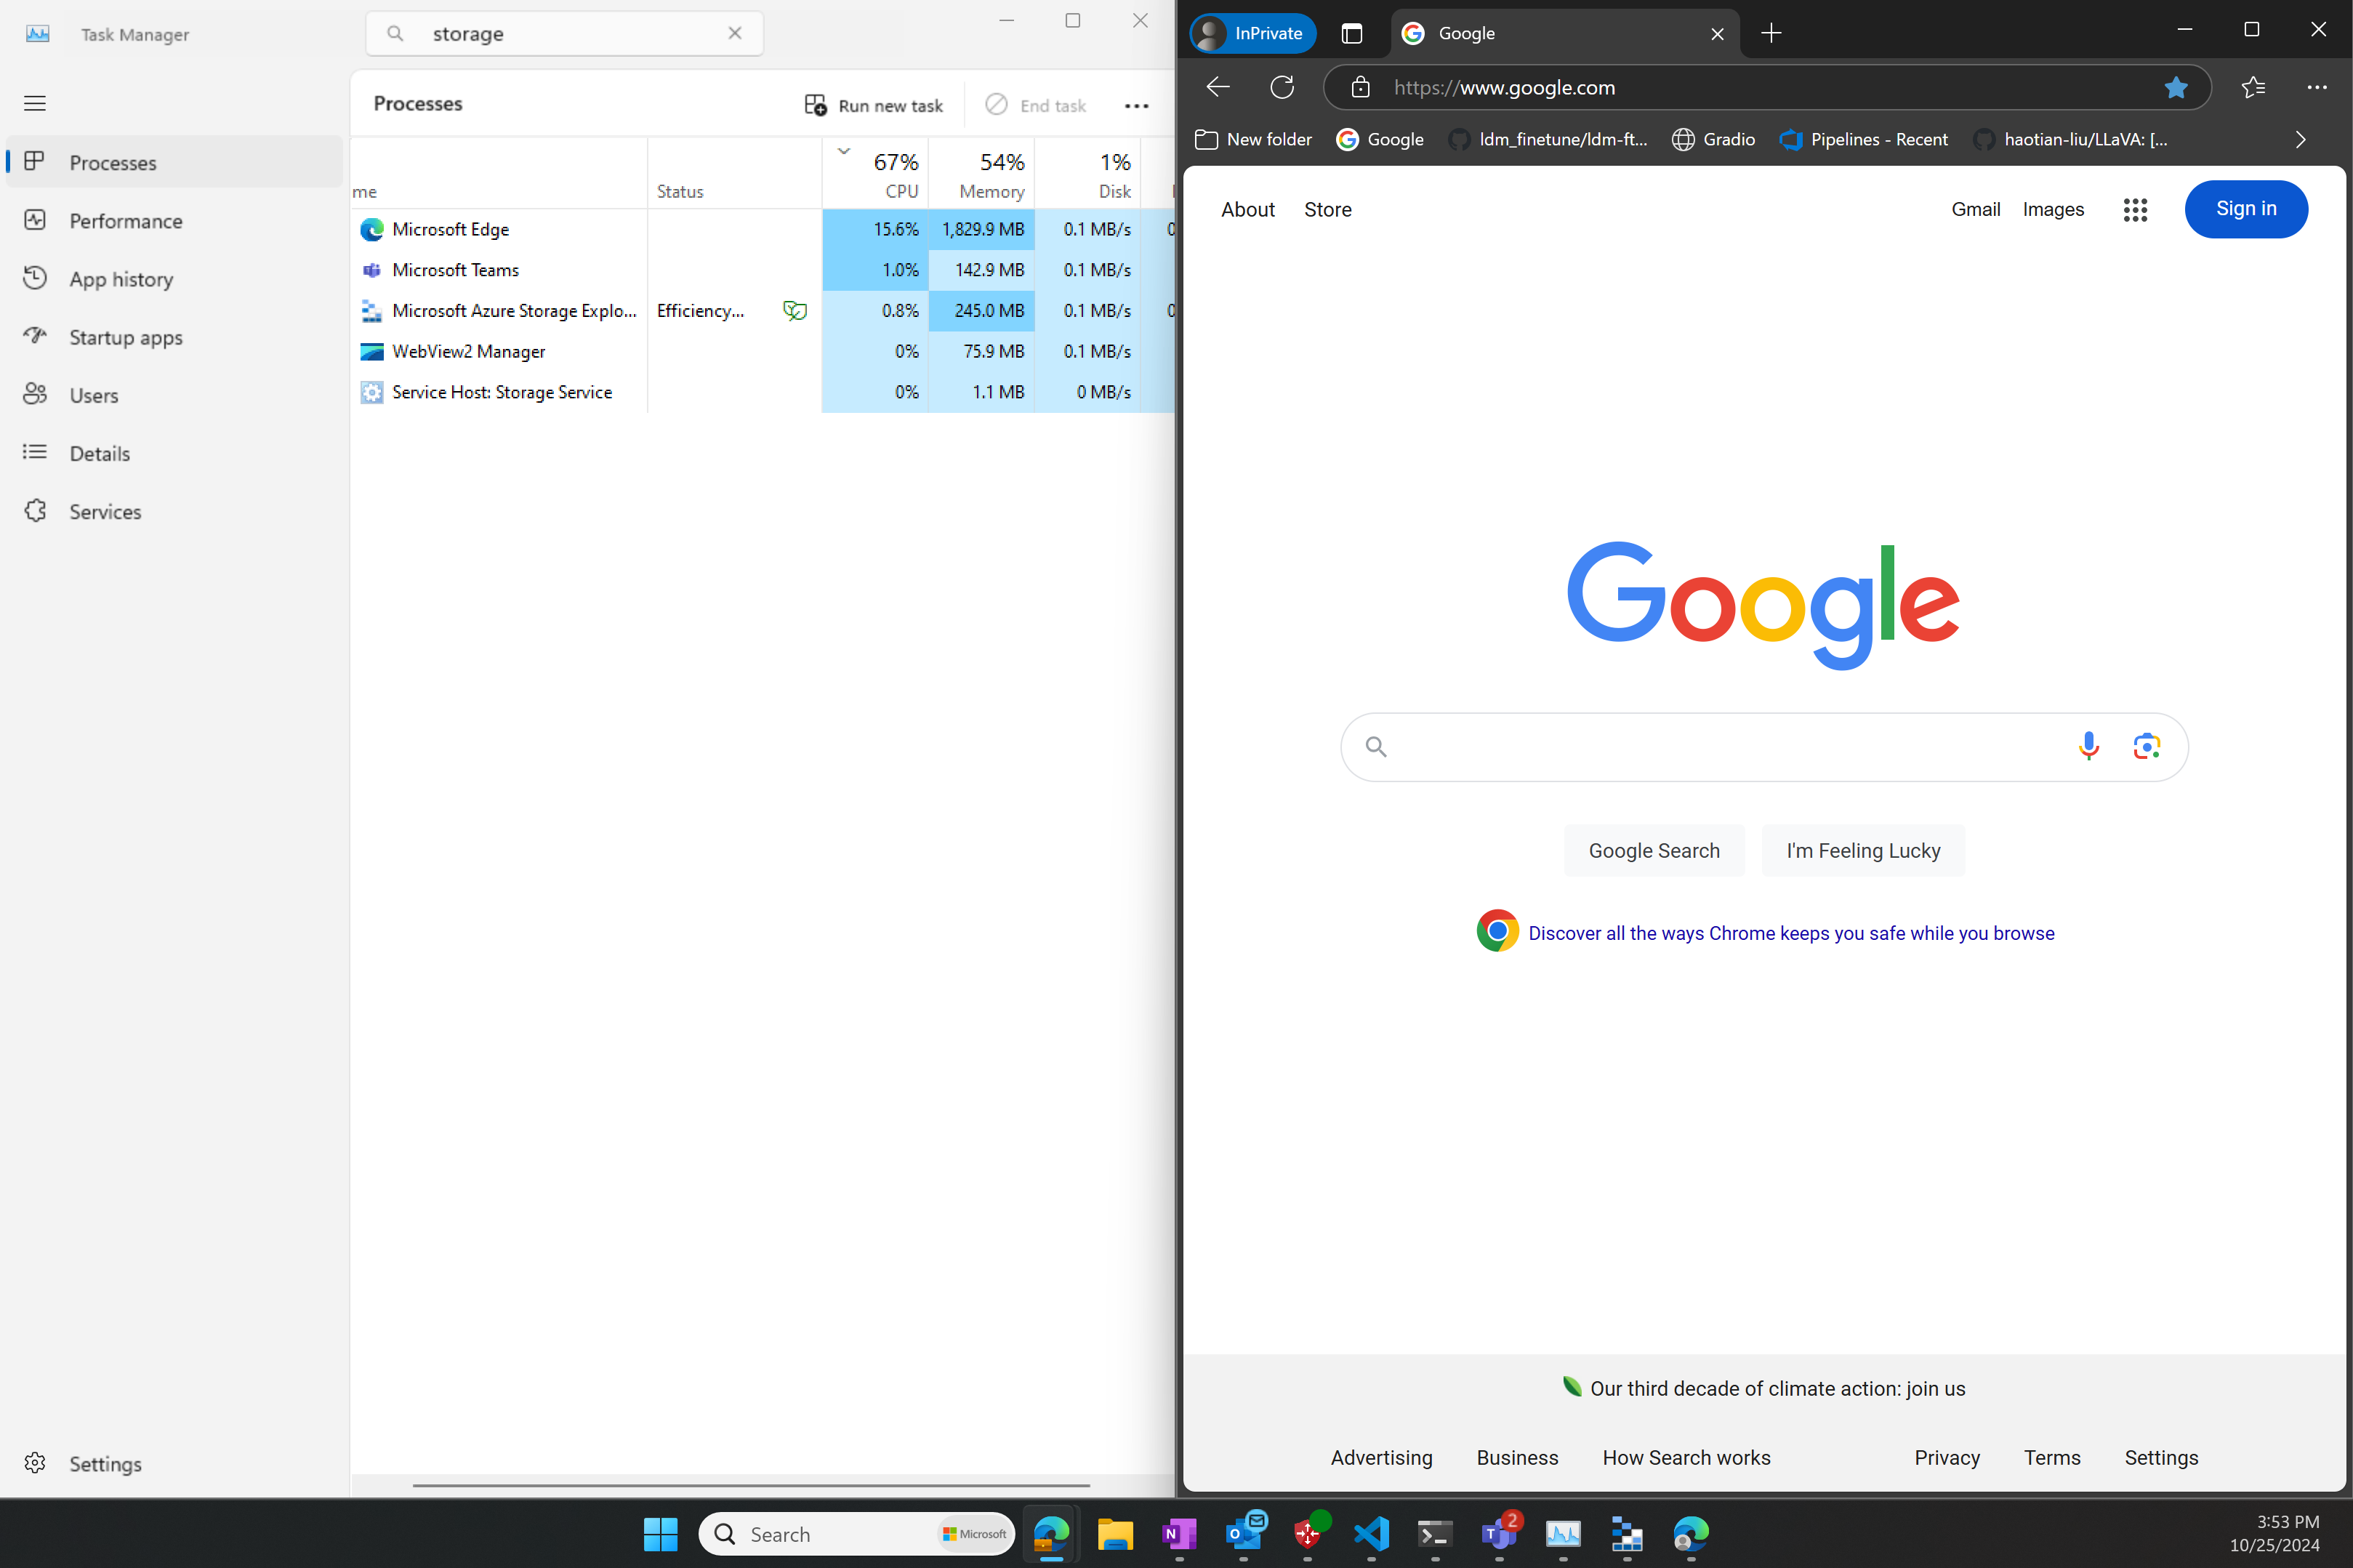 Task Manager
storage
Processes
Run new task
End task
Processes
Performance
App history
Startup apps
Users
Details
Services
Settings
me
Status
67%
CPU
54%
Memory
1%
Disk
Microsoft Edge 15.6% 1,829.9 MB 0.1 MB/s 0
Microsoft Teams 1.0% 142.9 MB 0.1 MB/s
Microsoft Azure Storage Explo... Efficiency... 0.8% 245.0 MB 0.1 MB/s 0
WebView2 Manager 0% 75.9 MB 0.1 MB/s
Service Host: Storage Service 0% 1.1 MB 0 MB/s
InPrivate
Google
https://www.google.com
New folder
Google
ldm_finetune/ldm-ft...
Gradio
Pipelines - Recent
haotian-liu/LLaVA: [...
About
Store
Gmail
Images
Sign in
Google
Google Search
I'm Feeling Lucky
Discover all the ways Chrome keeps you safe while you browse
Our third decade of climate action: join us
Advertising
Business
How Search works
Privacy
Terms
Settings
Search
Microsoft
N
O
T
2
3:53 PM
10/25/2024